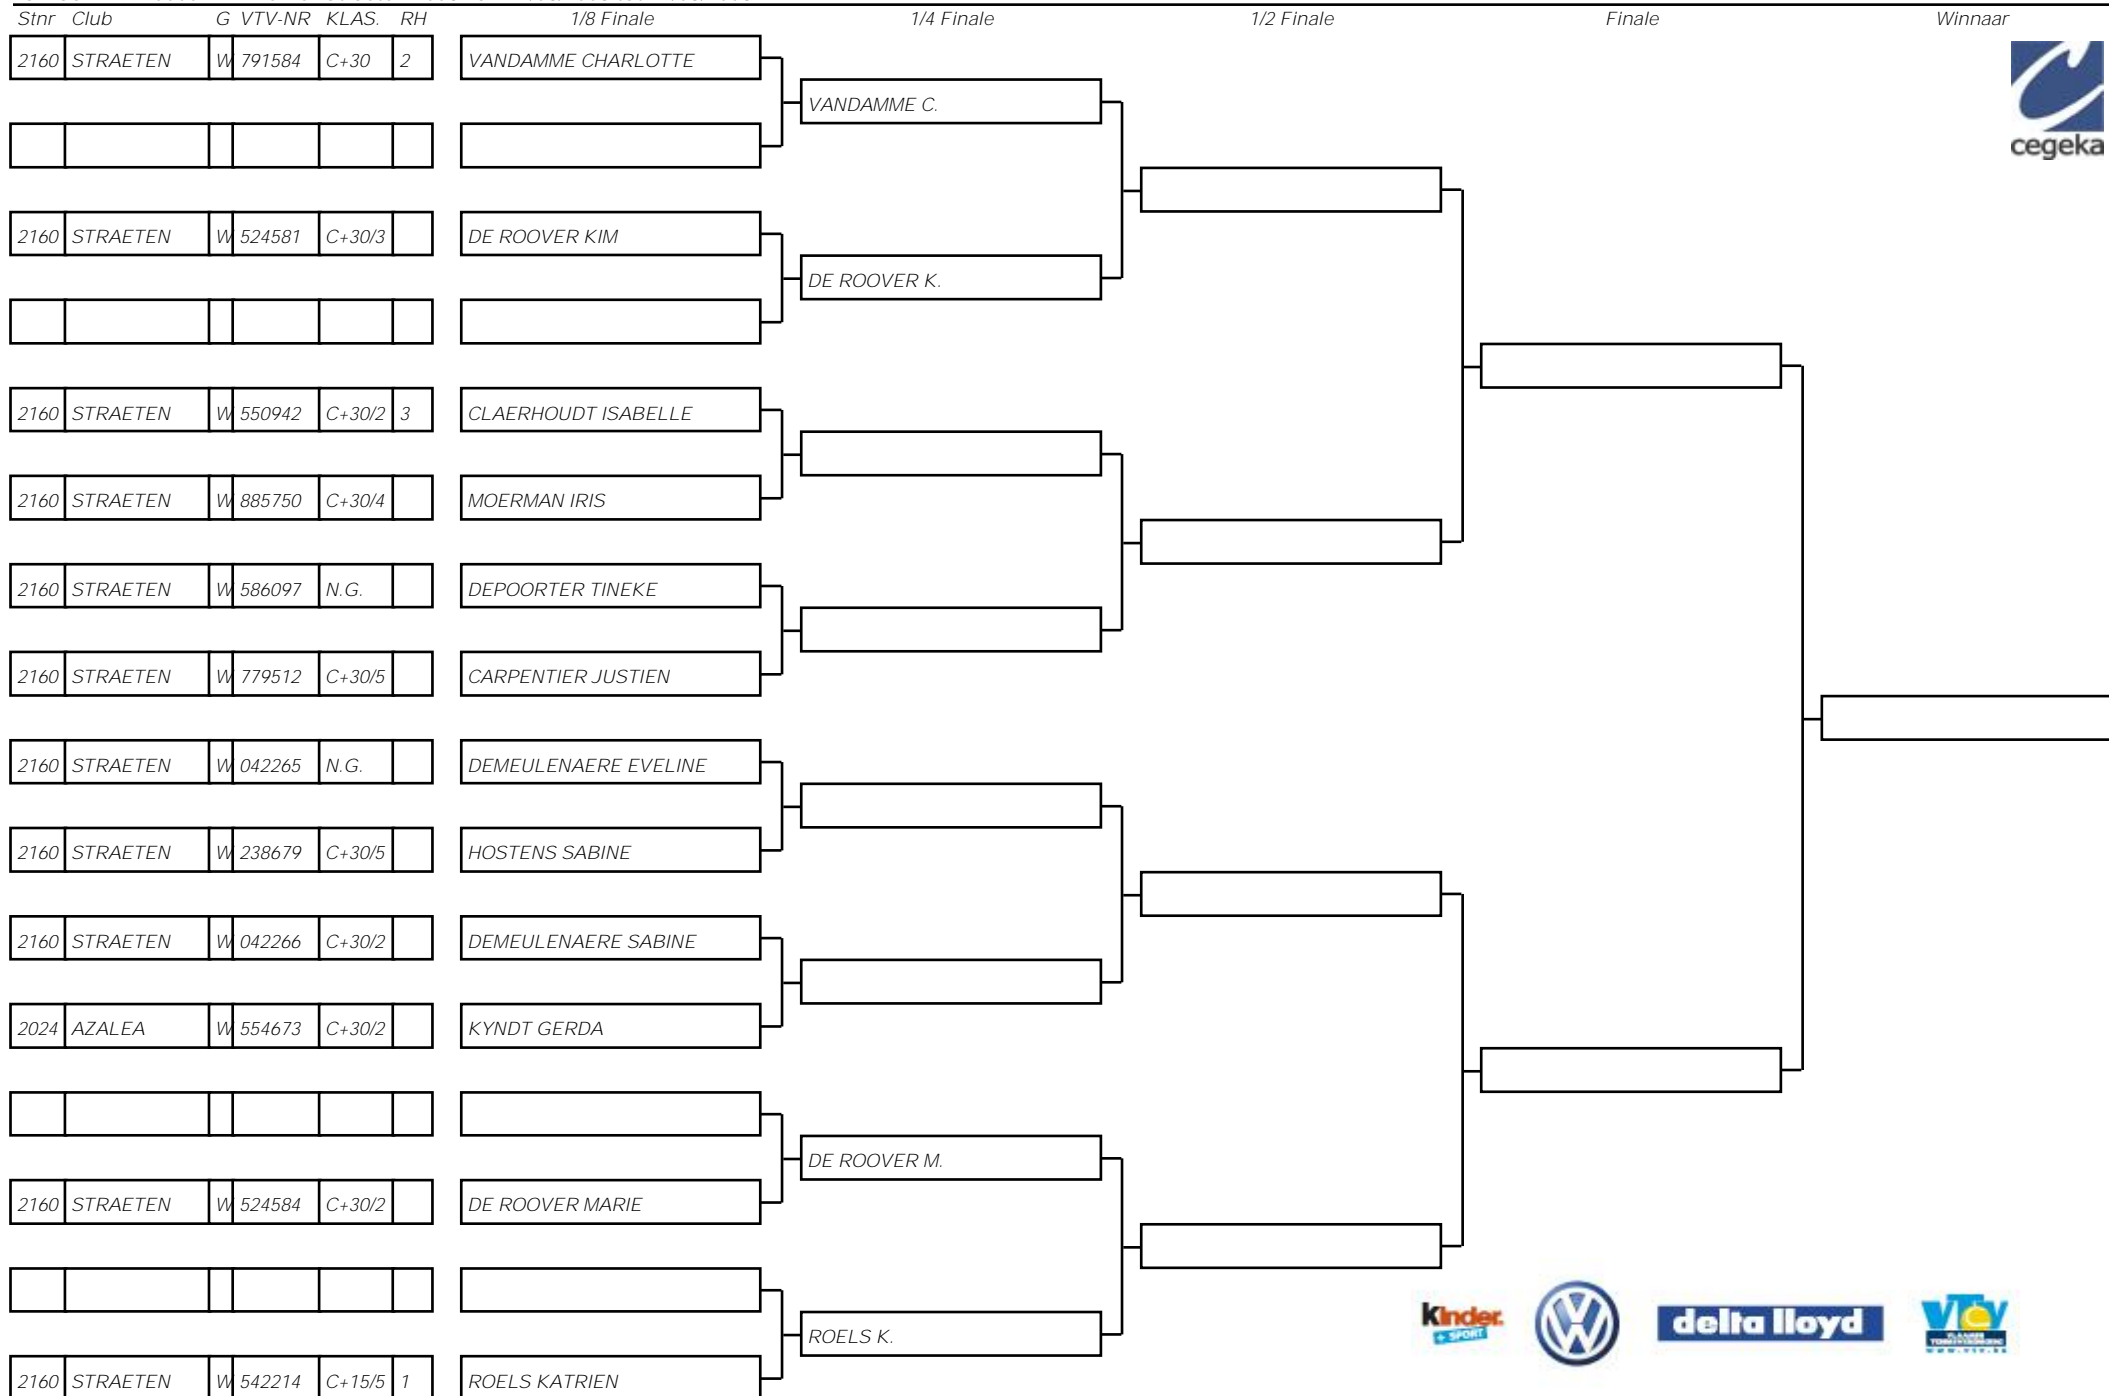 Stnr Club G VTV-NR KLAS. RH 1/8 Finale 1/4 Finale 1/2 Finale Finale Winnaar
2160 STRAETEN W 791584 C+30 2 VANDAMME CHARLOTTE
VANDAMME C.
cegeka
2160 STRAETEN W 524581 C+30/3 DE ROOVER KIM
DE ROOVER K.
2160 STRAETEN W 550942 C+30/2 3 CLAERHOUDT ISABELLE
2160 STRAETEN W 885750 C+30/4 MOERMAN IRIS
2160 STRAETEN W 586097 N.G. DEPOORTER TINEKE
2160 STRAETEN W 779512 C+30/5 CARPENTIER JUSTIEN
2160 STRAETEN W 042265 N.G. DEMEULENAERE EVELINE
2160 STRAETEN W 238679 C+30/5 HOSTENS SABINE
2160 STRAETEN W 042266 C+30/2 DEMEULENAERE SABINE
2024 AZALEA W 554673 C+30/2 KYNDT GERDA
DE ROOVER M.
2160 STRAETEN W 524584 C+30/2 DE ROOVER MARIE
ROELS K.
Kinder
+ SPORT
VW
delta lloyd
VTV
www.vtv.be
2160 STRAETEN W 542214 C+15/5 1 ROELS KATRIEN